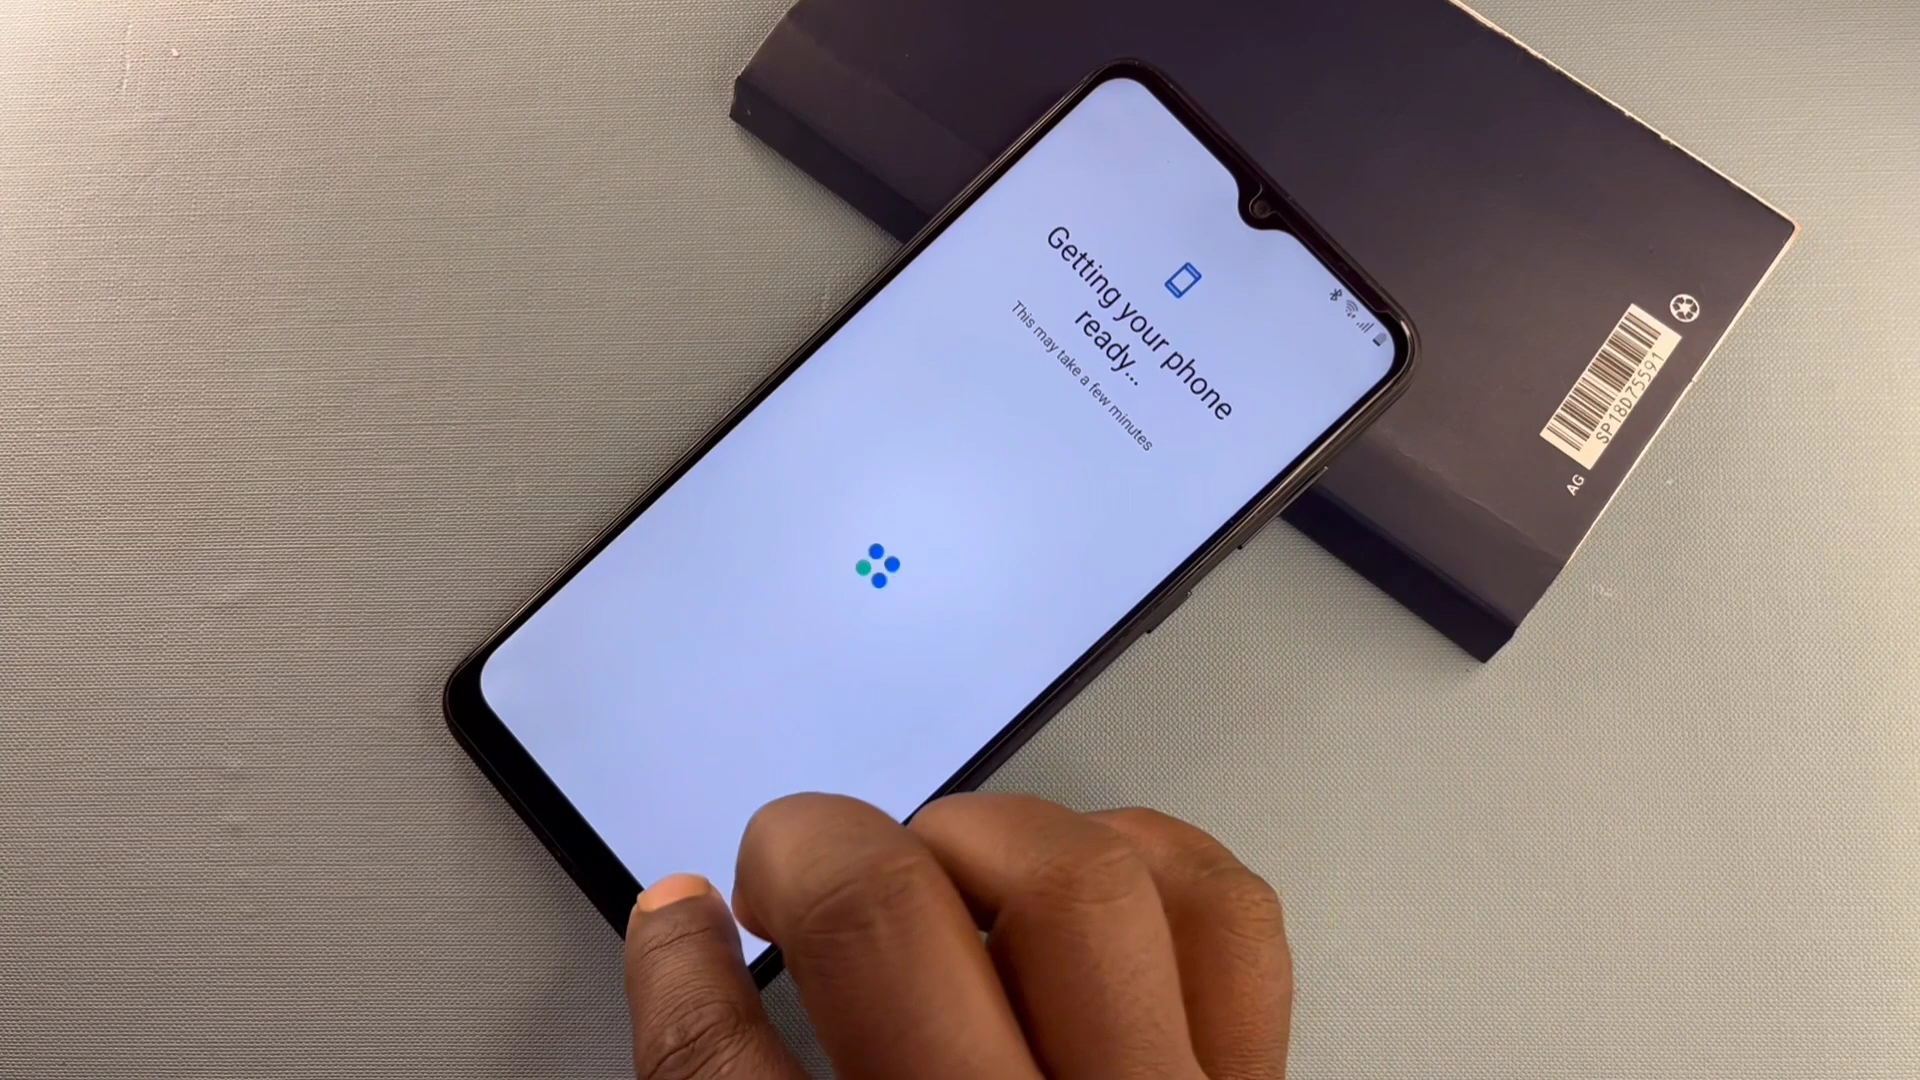 Getting your phone
ready...
This may take a few minutes
SP18D75591
AG